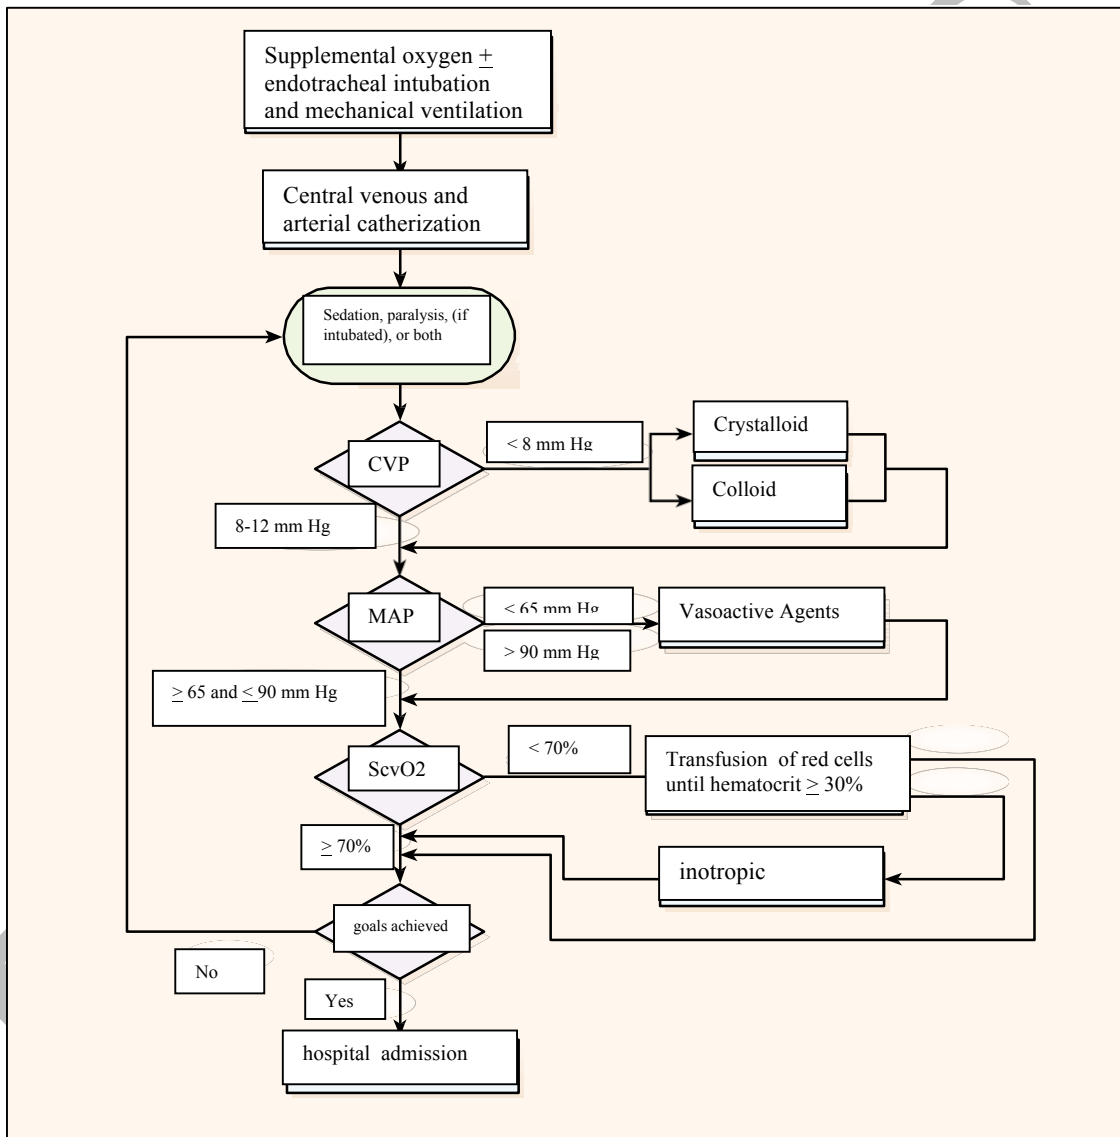 Supplemental oxygen ±
endotracheal intubation
and mechanical ventilation
Central venous and
arterial catherization
Sedation, paralysis, (if
intubated), or both
CVP
< 8 mm Hg
Crystalloid
Colloid
8-12 mm Hg
MAP
< 65 mm Hg
> 90 mm Hg
Vasoactive Agents
≥ 65 and ≤ 90 mm Hg
ScvO2
< 70%
Transfusion of red cells
until hematocrit ≥ 30%
≥ 70%
inotropic
goals achieved
No
Yes
hospital admission